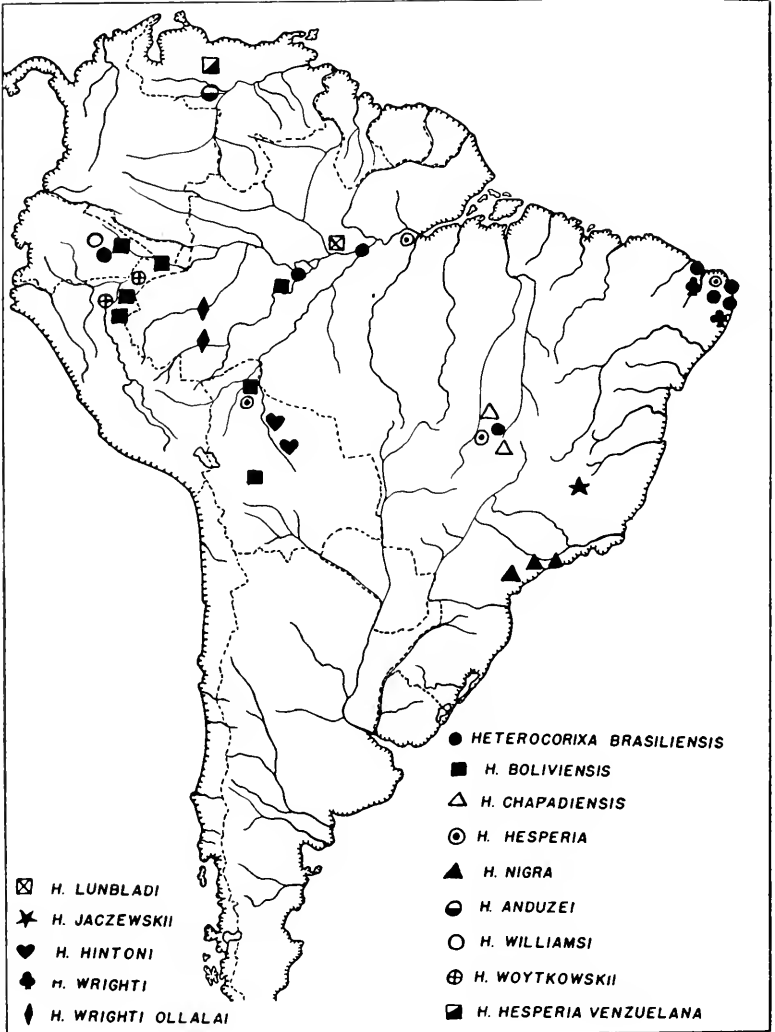 HETEROCORIXA BRASILIENSIS
H. BOLIVIENSIS
H. CHAPADIENSIS
H. HESPERIA
H. NIGRA
H. ANDUZEI
H. WILLIAMSI
H. WOYTKOWSKII
H. HESPERIA VENZUELANA
H. LUNBLADI
H. JACZEWSKII
H. HINTONI
H. WRIGHTI
H. WRIGHTI OLLALAI